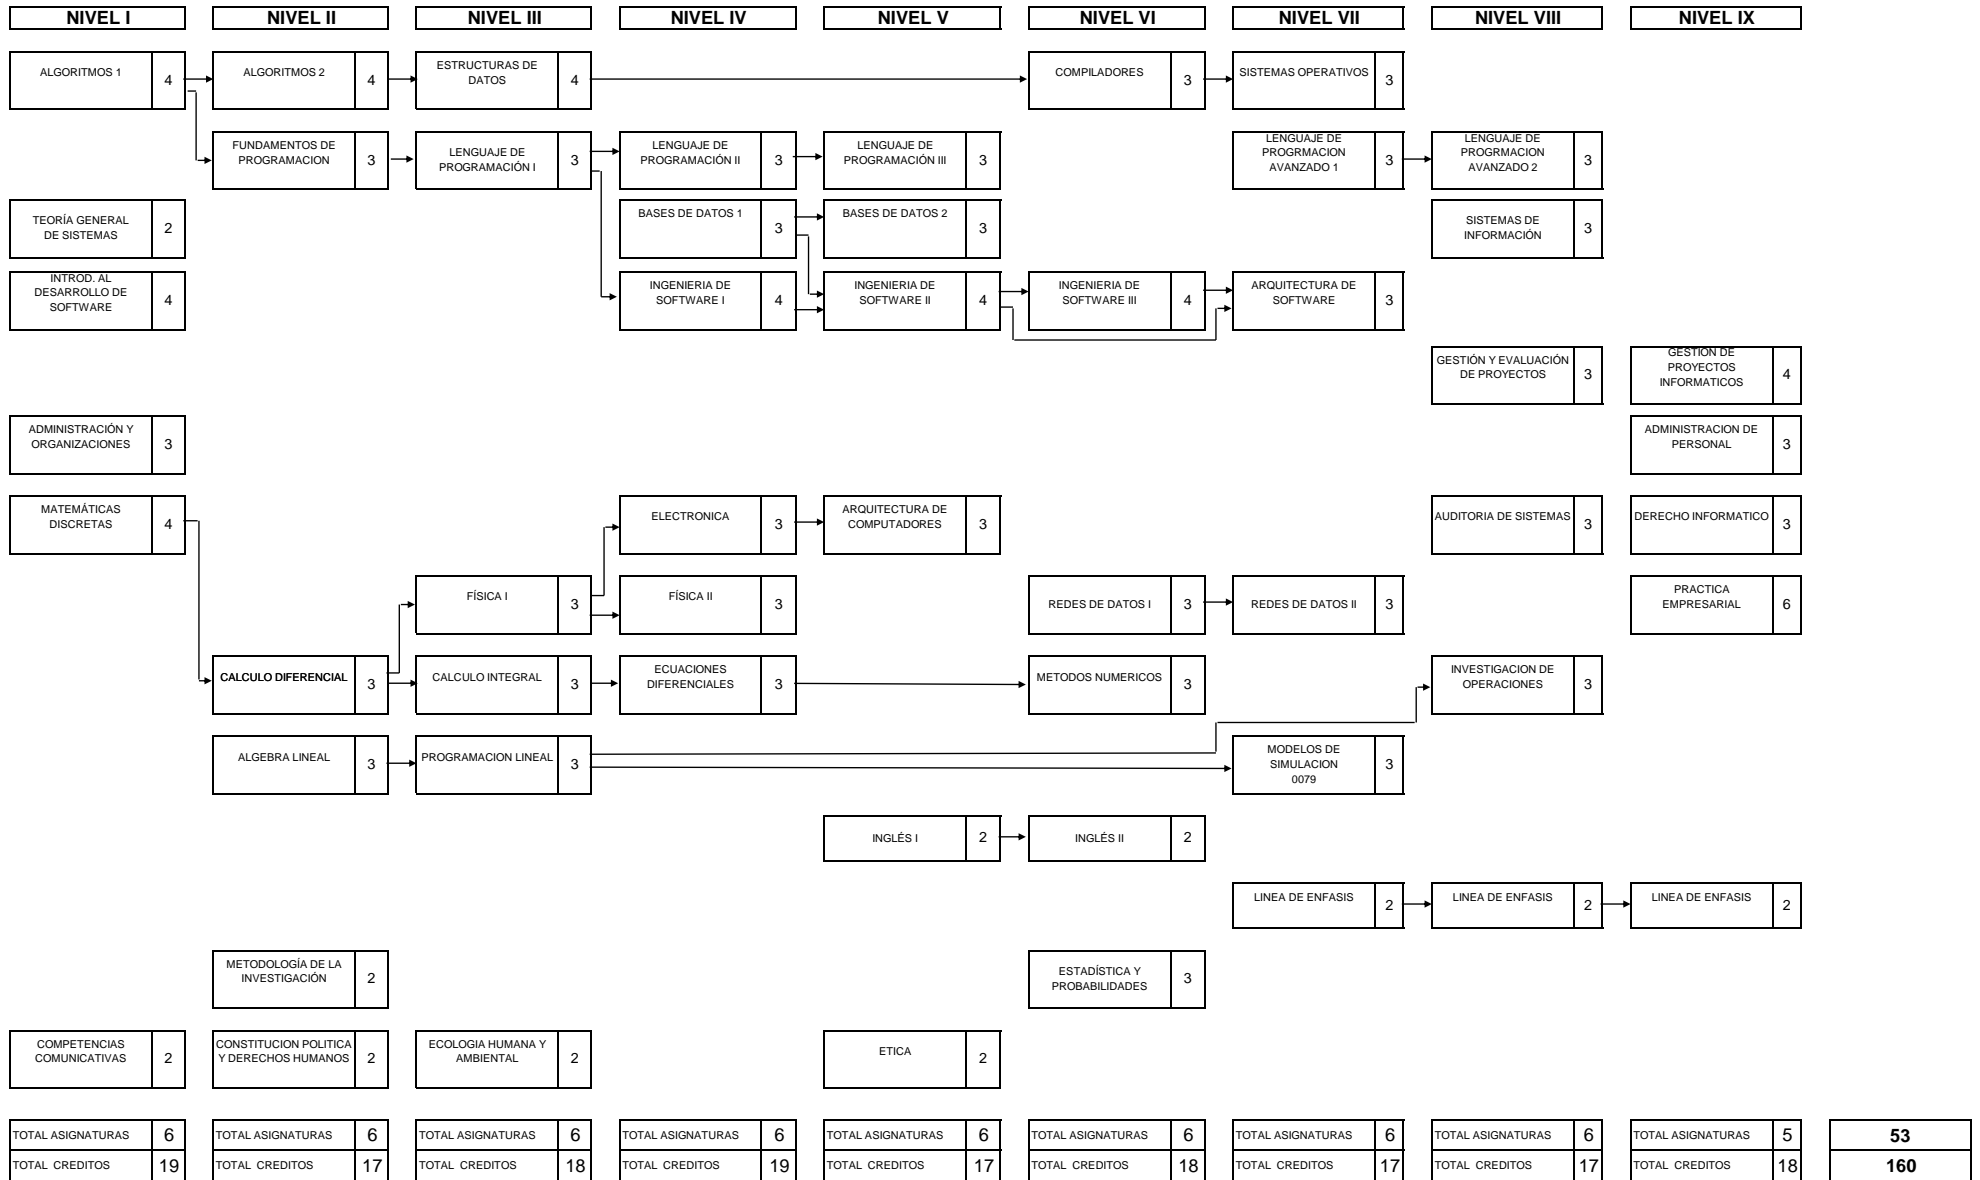 NIVEL I NIVEL II NIVEL III NIVEL IV NIVEL V NIVEL VI NIVEL VII NIVEL VIII NIVEL IX
ALGORITMOS 1
4
ALGORITMOS 2
4
ESTRUCTURAS DE
DATOS
4
COMPILADORES
3
SISTEMAS OPERATIVOS
3
FUNDAMENTOS DE
PROGRAMACION
3
LENGUAJE DE
PROGRAMACIÓN I
3
LENGUAJE DE
PROGRAMACIÓN II
3
LENGUAJE DE
PROGRAMACIÓN III
3
LENGUAJE DE
PROGRMACION
AVANZADO 1
3
LENGUAJE DE
PROGRMACION
AVANZADO 2
3
TEORÍA GENERAL
DE SISTEMAS
2
BASES DE DATOS 1
3
BASES DE DATOS 2
3
SISTEMAS DE
INFORMACIÓN
3
INTROD. AL
DESARROLLO DE
SOFTWARE
4
INGENIERIA DE
SOFTWARE I
4
INGENIERIA DE
SOFTWARE II
4
INGENIERIA DE
SOFTWARE III
4
ARQUITECTURA DE
SOFTWARE
3
GESTIÓN Y EVALUACIÓN
DE PROYECTOS
3
GESTION DE
PROYECTOS
INFORMATICOS
4
ADMINISTRACIÓN Y
ORGANIZACIONES
3
ADMINISTRACION DE
PERSONAL
3
MATEMÁTICAS
DISCRETAS
4
ELECTRONICA
3
ARQUITECTURA DE
COMPUTADORES
3
AUDITORIA DE SISTEMAS
3
DERECHO INFORMATICO
3
FÍSICA I
3
FÍSICA II
3
REDES DE DATOS I
3
REDES DE DATOS II
3
PRACTICA
EMPRESARIAL
6
CALCULO DIFERENCIAL
3
CALCULO INTEGRAL
3
ECUACIONES
DIFERENCIALES
3
METODOS NUMERICOS
3
INVESTIGACION DE
OPERACIONES
3
ALGEBRA LINEAL
3
PROGRAMACION LINEAL
3
MODELOS DE
SIMULACION
0079
3
INGLÉS I
2
INGLÉS II
2
LINEA DE ENFASIS
2
LINEA DE ENFASIS
2
LINEA DE ENFASIS
2
METODOLOGÍA DE LA
INVESTIGACIÓN
2
ESTADÍSTICA Y
PROBABILIDADES
3
COMPETENCIAS
COMUNICATIVAS
2
CONSTITUCION POLITICA
Y DERECHOS HUMANOS
2
ECOLOGIA HUMANA Y
AMBIENTAL
2
ETICA
2
TOTAL ASIGNATURAS 6 TOTAL ASIGNATURAS 6 TOTAL ASIGNATURAS 6 TOTAL ASIGNATURAS 6 TOTAL ASIGNATURAS 6 TOTAL ASIGNATURAS 6 TOTAL ASIGNATURAS 6 TOTAL ASIGNATURAS 6 TOTAL ASIGNATURAS 5 53
TOTAL CREDITOS 19 TOTAL CREDITOS 17 TOTAL CREDITOS 18 TOTAL CREDITOS 19 TOTAL CREDITOS 17 TOTAL CREDITOS 18 TOTAL CREDITOS 17 TOTAL CREDITOS 17 TOTAL CREDITOS 18 160